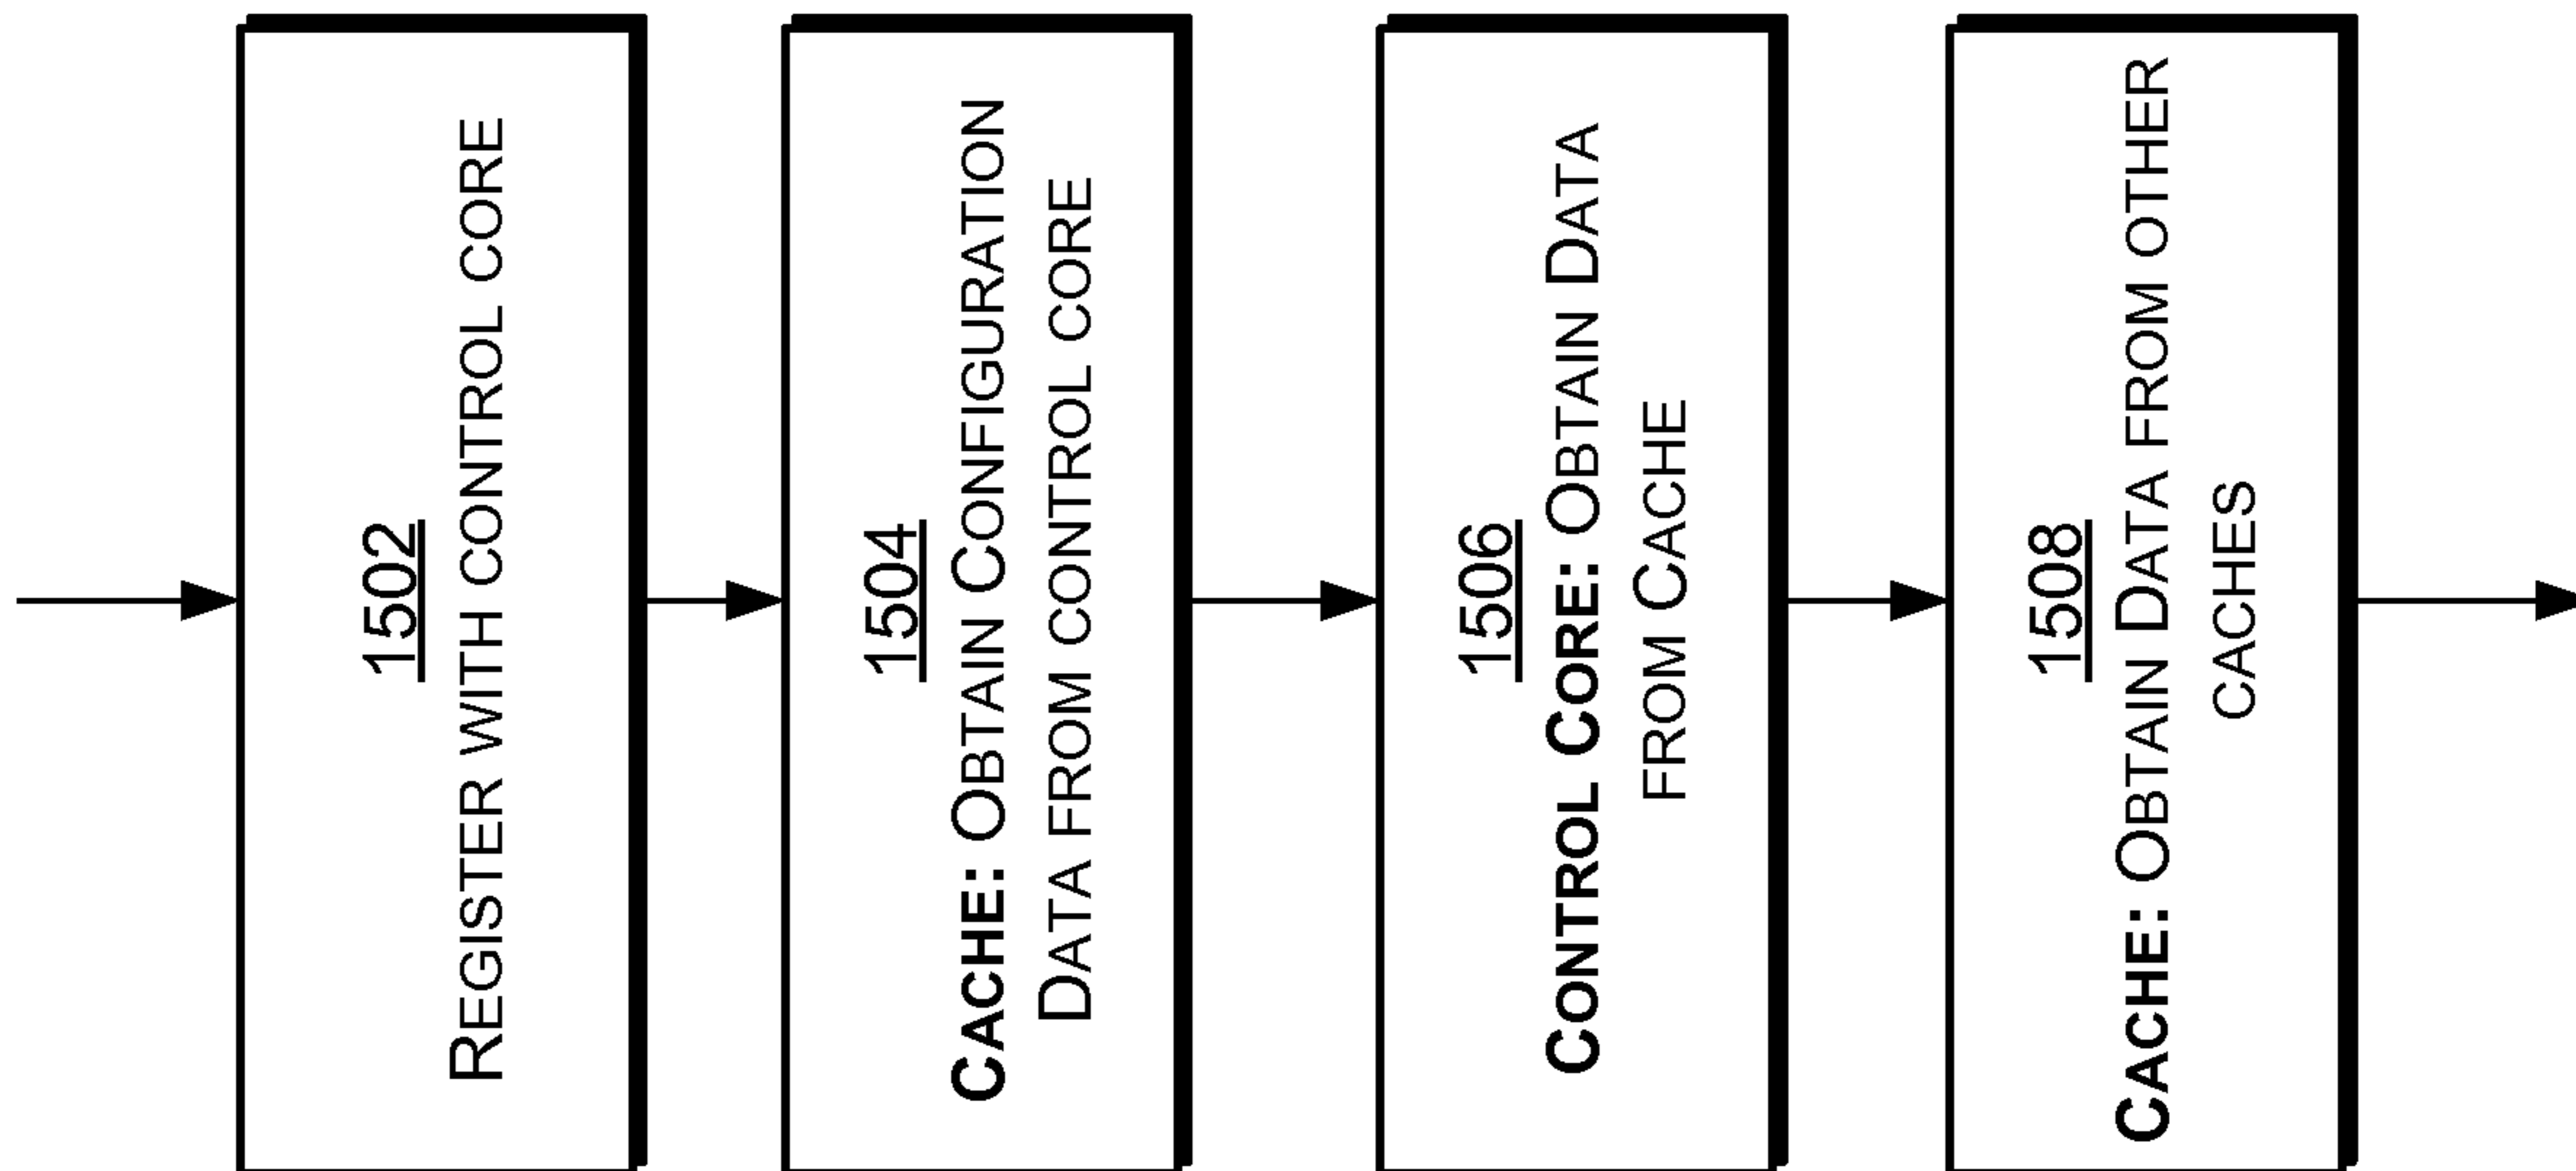 1502
REGISTER WITH CONTROL CORE
1504
CACHE: OBTAIN CONFIGURATION
DATA FROM CONTROL CORE
1506
CONTROL CORE: OBTAIN DATA
FROM CACHE
1508
CACHE: OBTAIN DATA FROM OTHER
CACHES